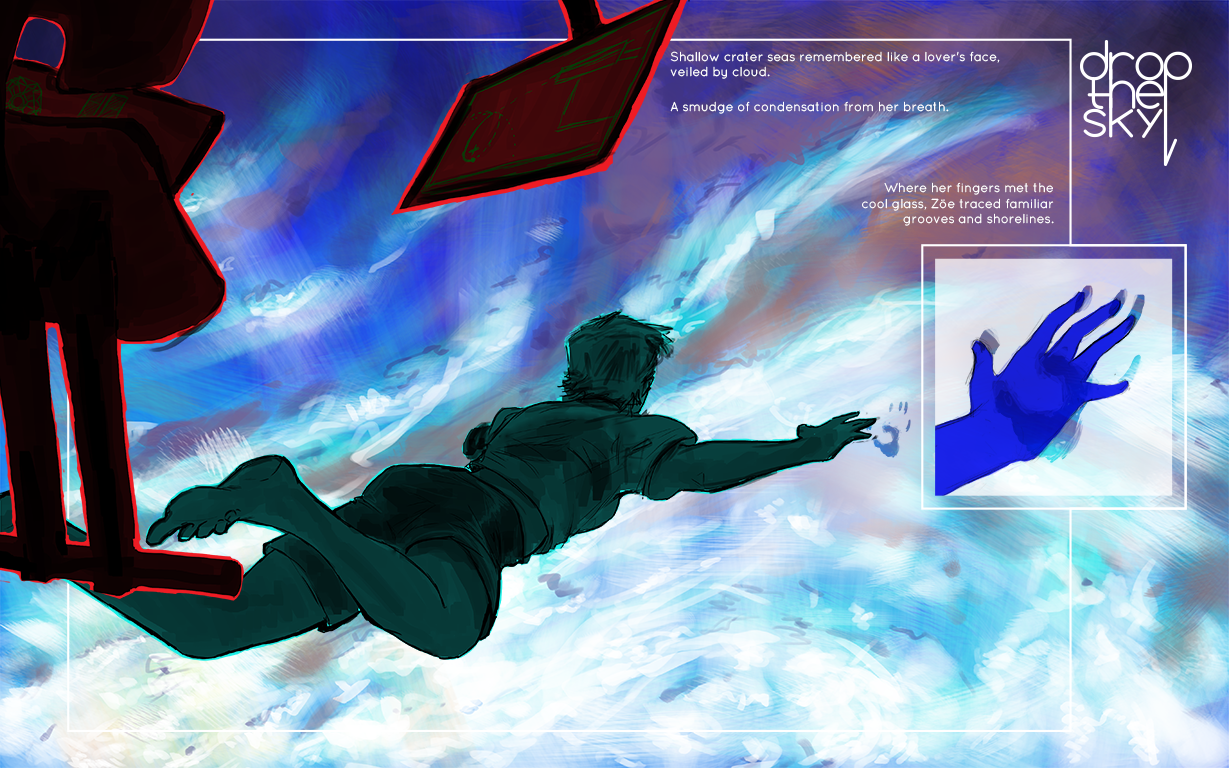 Shallow crater seas remembered like a lover's face,
veiled by cloud.
A smudge of condensation from her breath.
drop
the
sky
Where her fingers met the
cool glass, Zöe traced familiar
grooves and shorelines.